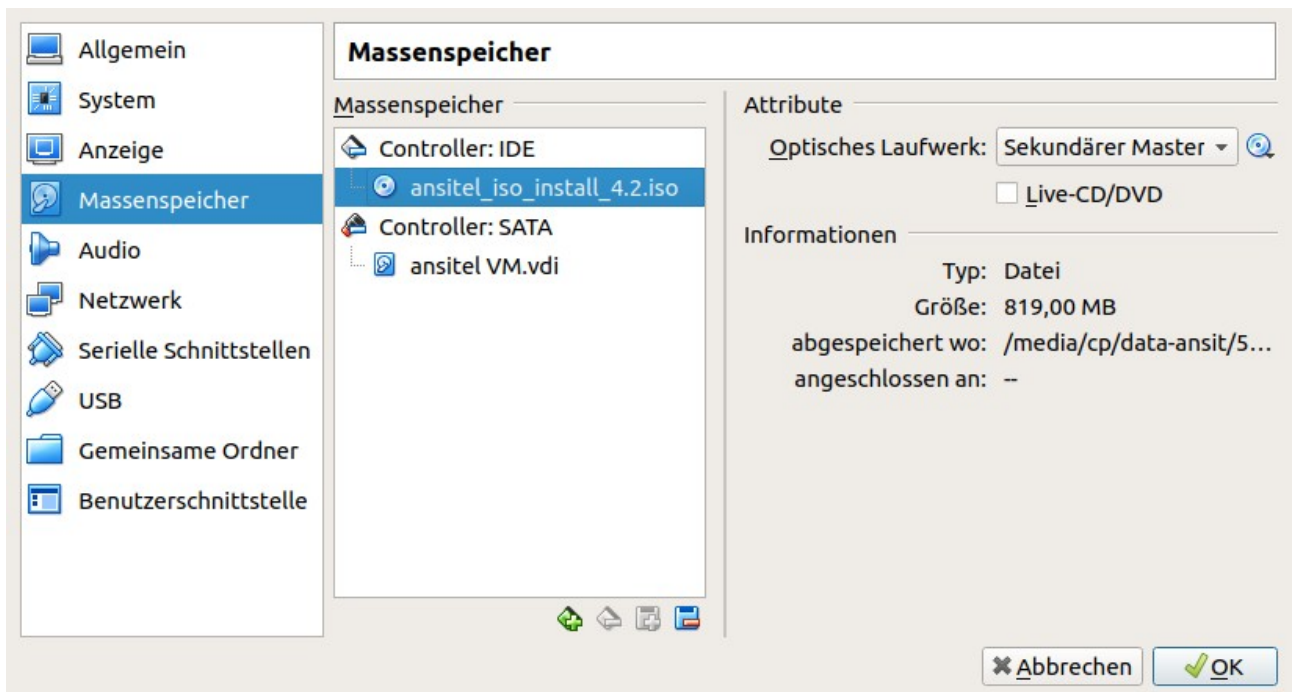 Allgemein
System
Anzeige
Massenspeicher
Audio
Netzwerk
Serielle Schnittstellen
USB
Gemeinsame Ordner
Benutzerschnittstelle
Massenspeicher
Massenspeicher
Controller: IDE
ansitel_iso_install_4.2.iso
Controller: SATA
ansitel VM.vdi
Attribute
Optisches Laufwerk: Sekundärer Master
Live-CD/DVD
Informationen
Typ: Datei
Größe: 819,00 MB
abgespeichert wo: /media/cp/data-ansit/5...
angeschlossen an: --
Abbrechen OK